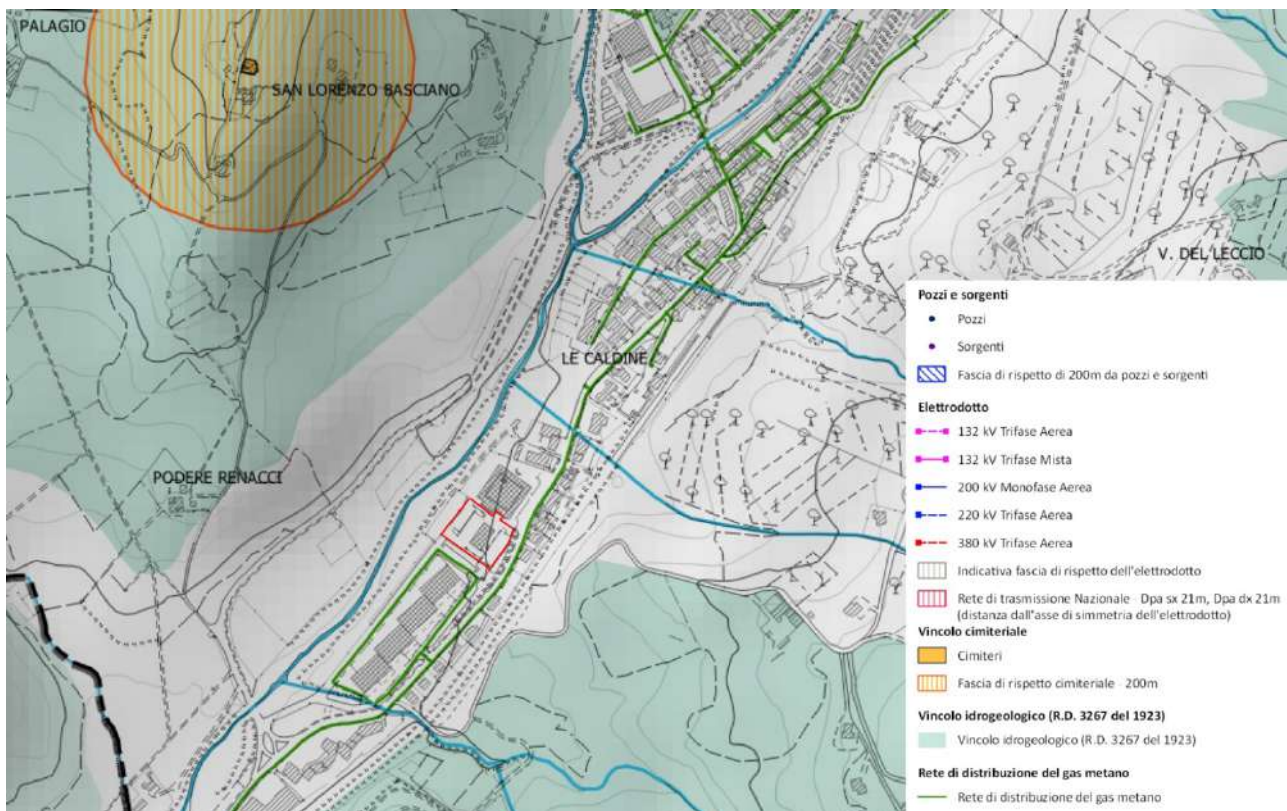 PALAGIO
SAN LORENZO BASCIANO
V. DEL LECCIO
LE CALDINE
PODERE RENACCI
Pozzi e sorgenti
Pozzi
Sorgenti
Fascia di rispetto di 200m da pozzi e sorgenti
Elettrodotto
132 kV Trifase Aerea
132 kV Trifase Mista
200 kV Monofase Aerea
220 kV Trifase Aerea
380 kV Trifase Aerea
Indicativa fascia di rispetto dell'elettrodotto
Rete di trasmissione Nazionale - Dpa sx 21m, Dpa dx 21m
(distanza dall'asse di simmetria dell'elettrodotto)
Vincolo cimiteriale
Cimiteri
Fascia di rispetto cimiteriale - 200m
Vincolo idrogeologico (R.D. 3267 del 1923)
Vincolo idrogeologico (R.D. 3267 del 1923)
Rete di distribuzione del gas metano
Rete di distribuzione del gas metano